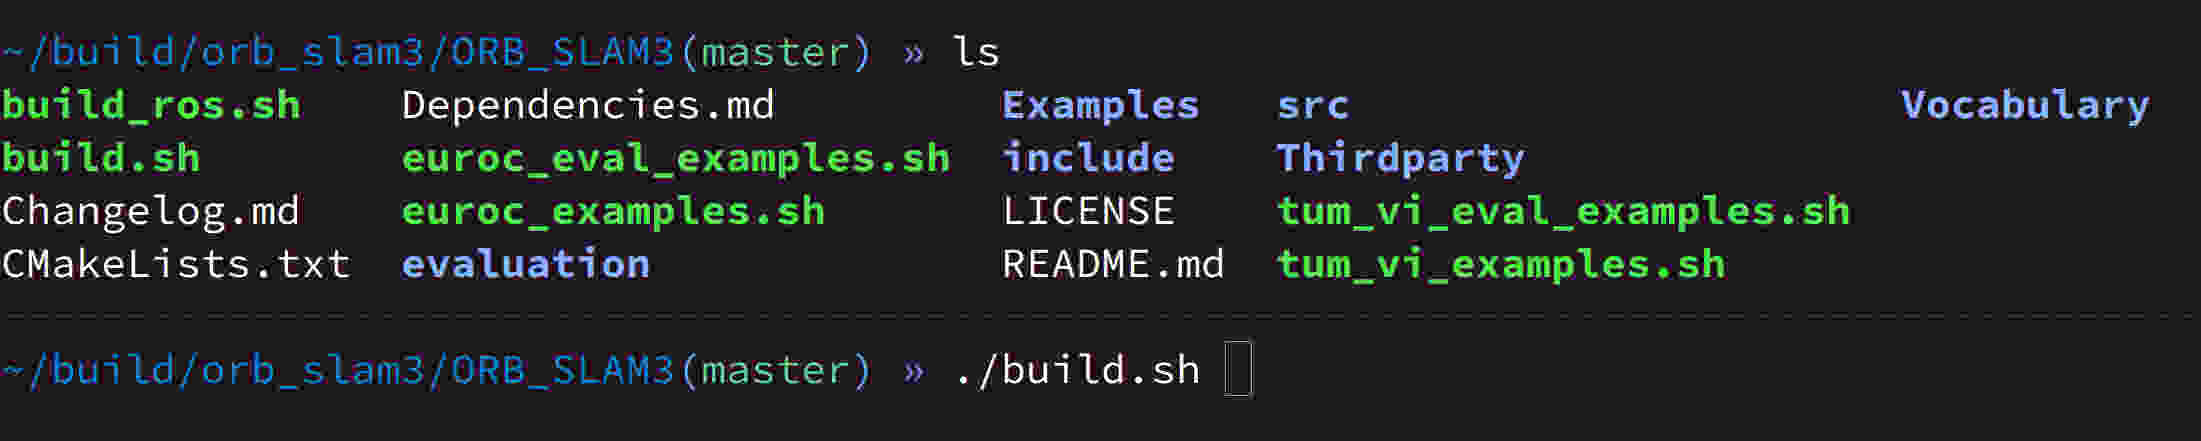 ~/build/orb_slam3/ORB_SLAM3(master) » ls
build_ros.sh Dependencies.md Examples src Vocabulary
build.sh euroc_eval_examples.sh include Thirdparty
Changelog.md euroc_examples.sh LICENSE tum_vi_eval_examples.sh
CMakeLists.txt evaluation README.md tum_vi_examples.sh
~/build/orb_slam3/ORB_SLAM3(master) » ./build.sh